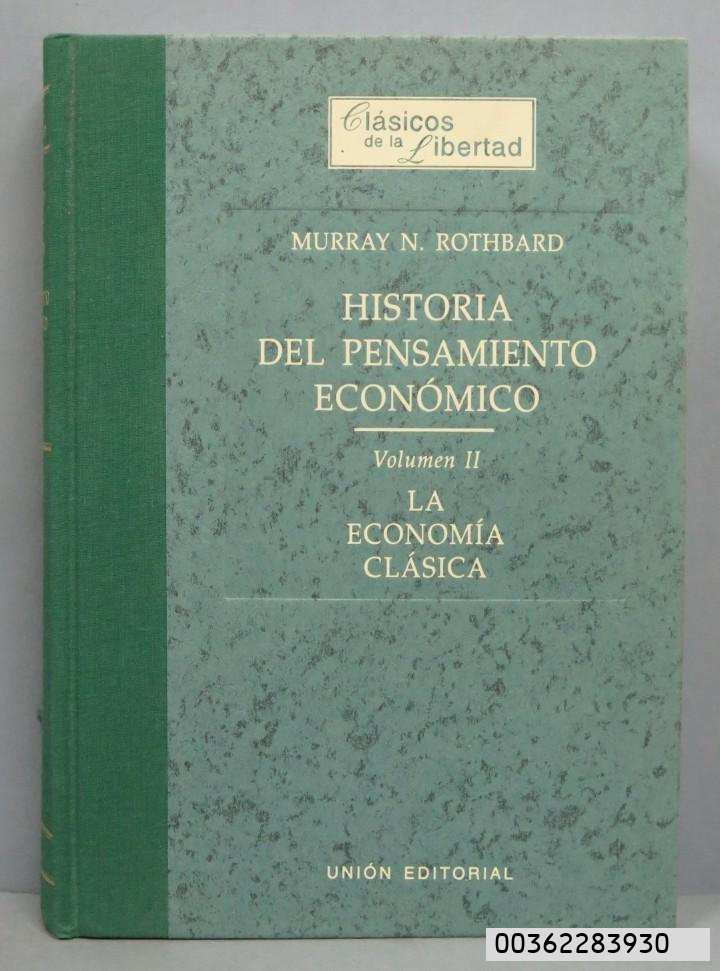 Clásicos
de la Libertad
MURRAY N. ROTHBARD
HISTORIA
DEL PENSAMIENTO
ECONÓMICO
Volumen II
LA
ECONOMÍA
CLÁSICA
UNIÓN EDITORIAL
00362283930